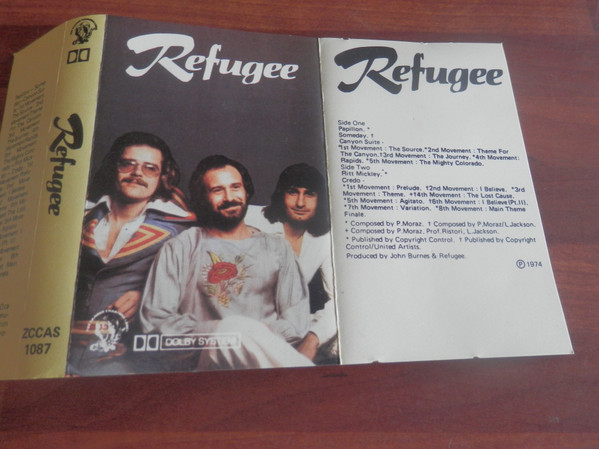 Refugee
ZCCAS
1087
Refugee
DOLBY SYSTEM
Refugee
Side One
Papillon. *
Someday. †
Canyon Suite -
*1st Movement : The Source.*2nd Movement : Theme For
The Canyon.†3rd Movement : The Journey. *4th Movement :
Rapids. *5th Movement : The Mighty Colorado.
Side Two
Ritt Mickley.*
Credo -
*1st Movement : Prelude. †2nd Movement : I Believe. *3rd
Movement : Theme. +14th Movement : The Lost Cause.
*5th Movement : Agitato. †6th Movement : I Believe(Pt.II).
*7th Movement : Variation. *8th Movement : Main Theme
Finale.
* Composed by P.Moraz. † Composed by P.Moraz/L.Jackson.
+ Composed by P.Moraz, Prof.Ristori, L.Jackson.
* Published by Copyright Control. † Published by Copyright
Control/United Artists.
Produced by John Burnes & Refugee.
Ⓟ 1974